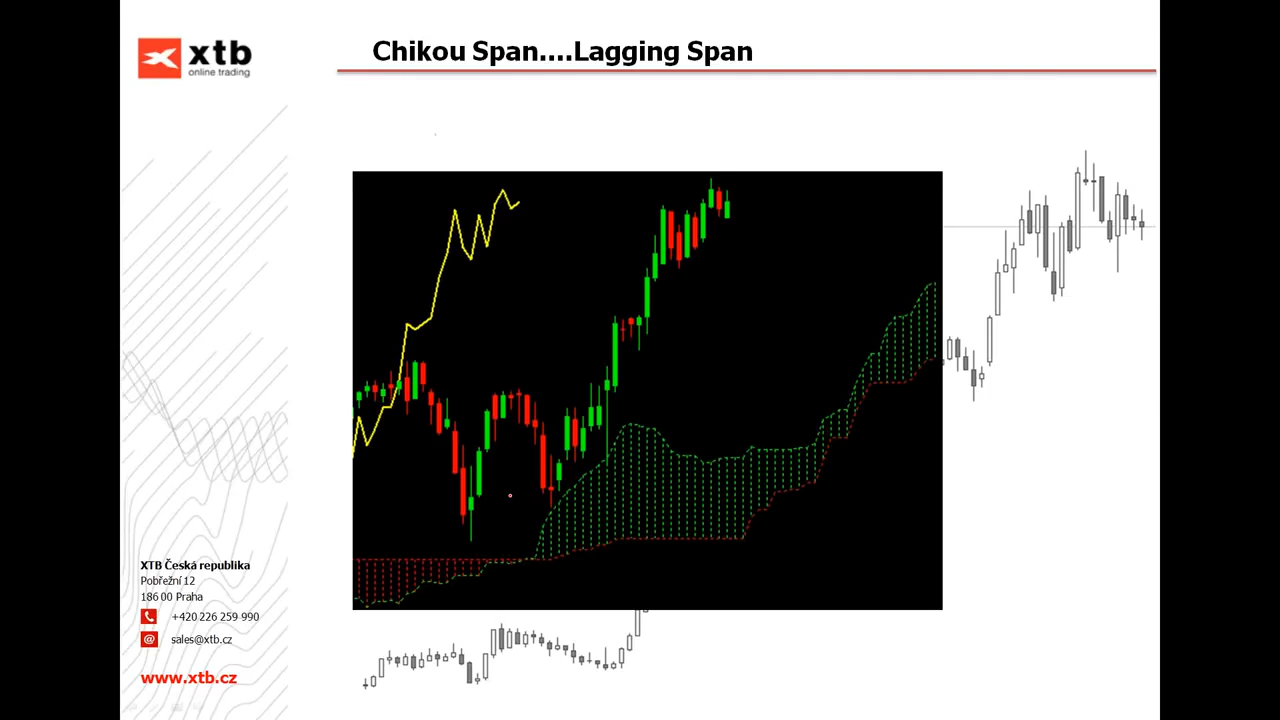 xtb
online trading
Chikou Span....Lagging Span
XTB Česká republika
Pobřežní 12
186 00 Praha
+420 226 259 990
@ sales@xtb.cz
www.xtb.cz